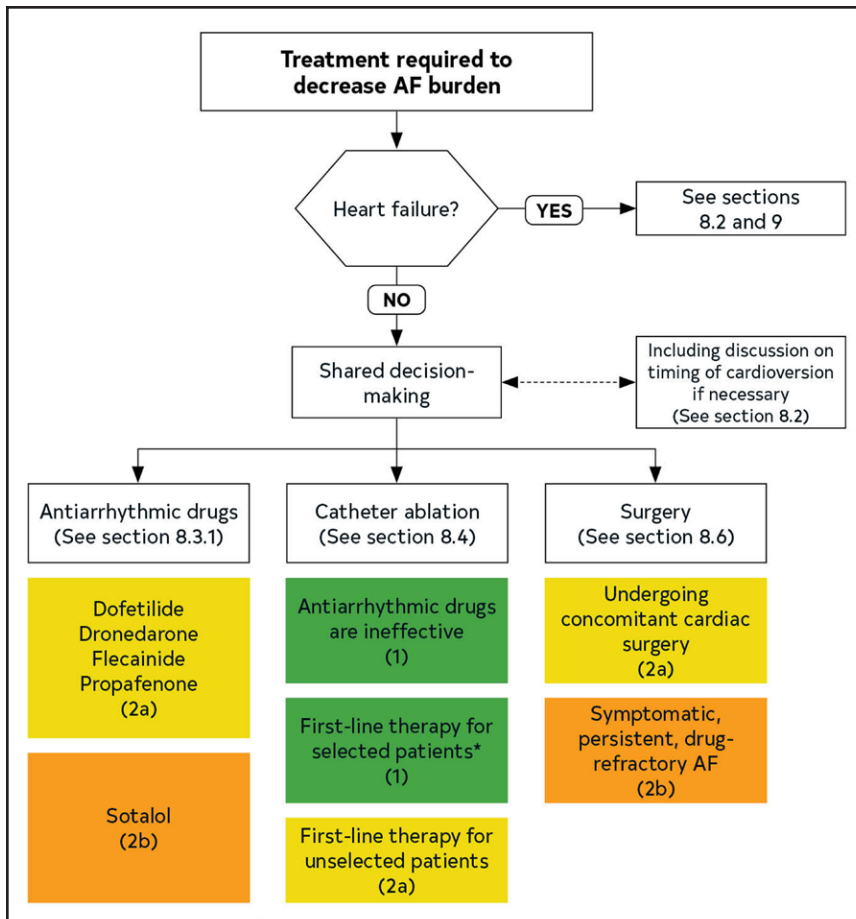 Treatment required to
decrease AF burden
Heart failure?
YES
See sections
8.2 and 9
NO
Shared decision-
making
Including discussion on
timing of cardioversion
if necessary
(See section 8.2)
Antiarrhythmic drugs
(See section 8.3.1)
Catheter ablation
(See section 8.4)
Surgery
(See section 8.6)
Dofetilide
Dronedarone
Flecainide
Propafenone
(2a)
Sotalol
(2b)
Antiarrhythmic drugs
are ineffective
(1)
First-line therapy for
selected patients*
(1)
First-line therapy for
unselected patients
(2a)
Undergoing
concomitant cardiac
surgery
(2a)
Symptomatic,
persistent, drug-
refractory AF
(2b)